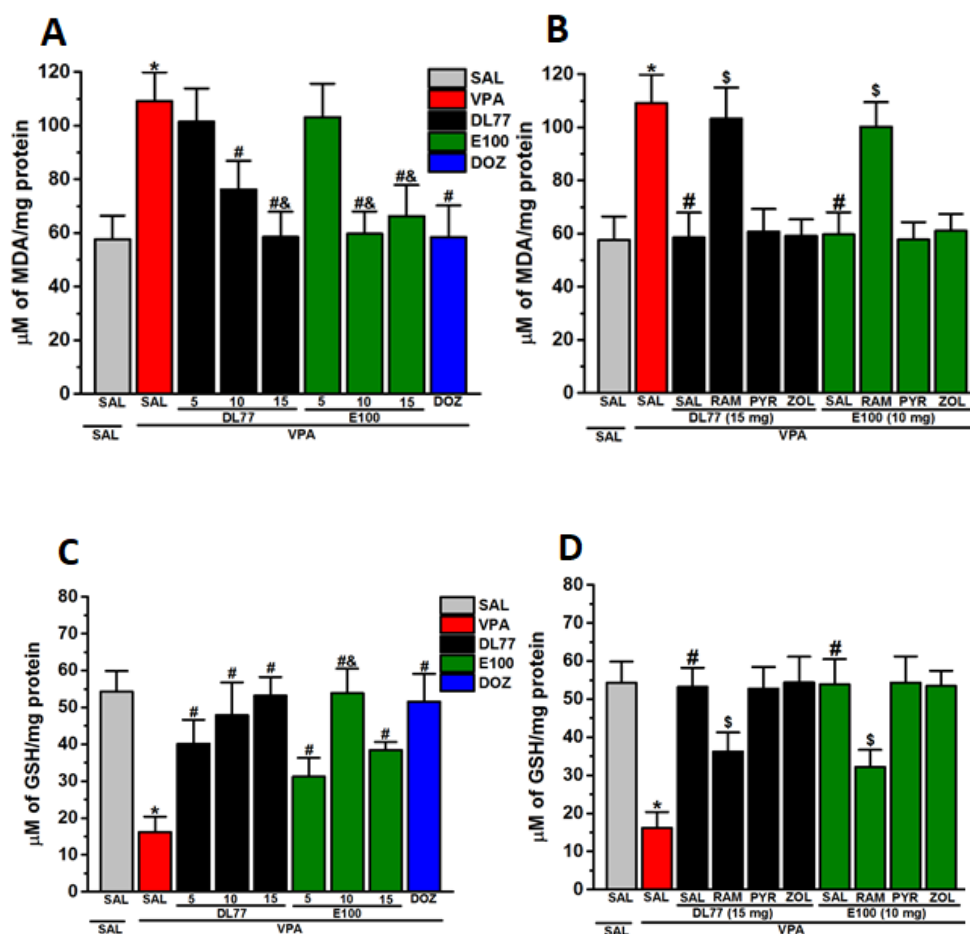 A
μM of MDA/mg protein
120
100
80
60
40
20
0
* # #& #& #& #
SAL
VPA
DL77
E100
DOZ
SAL SAL 5 10 15 5 10 15 DOZ
DL77 E100
SAL VPA
B
μM of MDA/mg protein
120
100
80
60
40
20
0
* # $ # $
SAL SAL SAL RAM PYR ZOL SAL RAM PYR ZOL
DL77 (15 mg) E100 (10 mg)
SAL VPA
C
μM of GSH/mg protein
80
70
60
50
40
30
20
10
0
* # # # # #& # #
SAL
VPA
DL77
E100
DOZ
SAL SAL 5 10 15 5 10 15 DOZ
DL77 E100
SAL VPA
D
μM of GSH/mg protein
80
70
60
50
40
30
20
10
0
* # $ # $
SAL SAL SAL RAM PYR ZOL SAL RAM PYR ZOL
DL77 (15 mg) E100 (10 mg)
SAL VPA